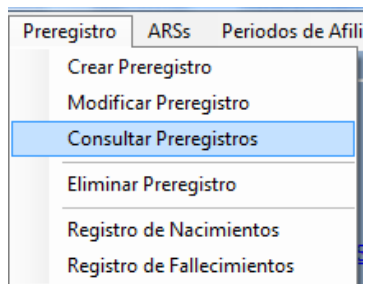 Preregistro ARSs Periodos de Afili
Crear Preregistro
Modificar Preregistro
Consultar Preregistros
Eliminar Preregistro
Registro de Nacimientos
Registro de Fallecimientos